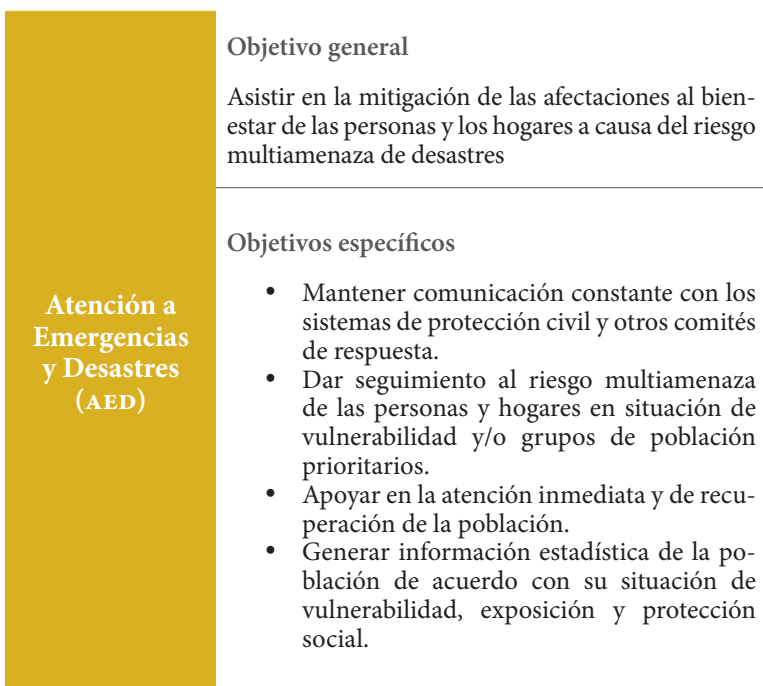 Atención a
Emergencias
y Desastres
(AED)
Objetivo general
Asistir en la mitigación de las afectaciones al bien-
estar de las personas y los hogares a causa del riesgo
multiamenaza de desastres
Objetivos específicos
• Mantener comunicación constante con los
sistemas de protección civil y otros comités
de respuesta.
• Dar seguimiento al riesgo multiamenaza
de las personas y hogares en situación de
vulnerabilidad y/o grupos de población
prioritarios.
• Apoyar en la atención inmediata y de recu-
peración de la población.
• Generar información estadística de la po-
blación de acuerdo con su situación de
vulnerabilidad, exposición y protección
social.